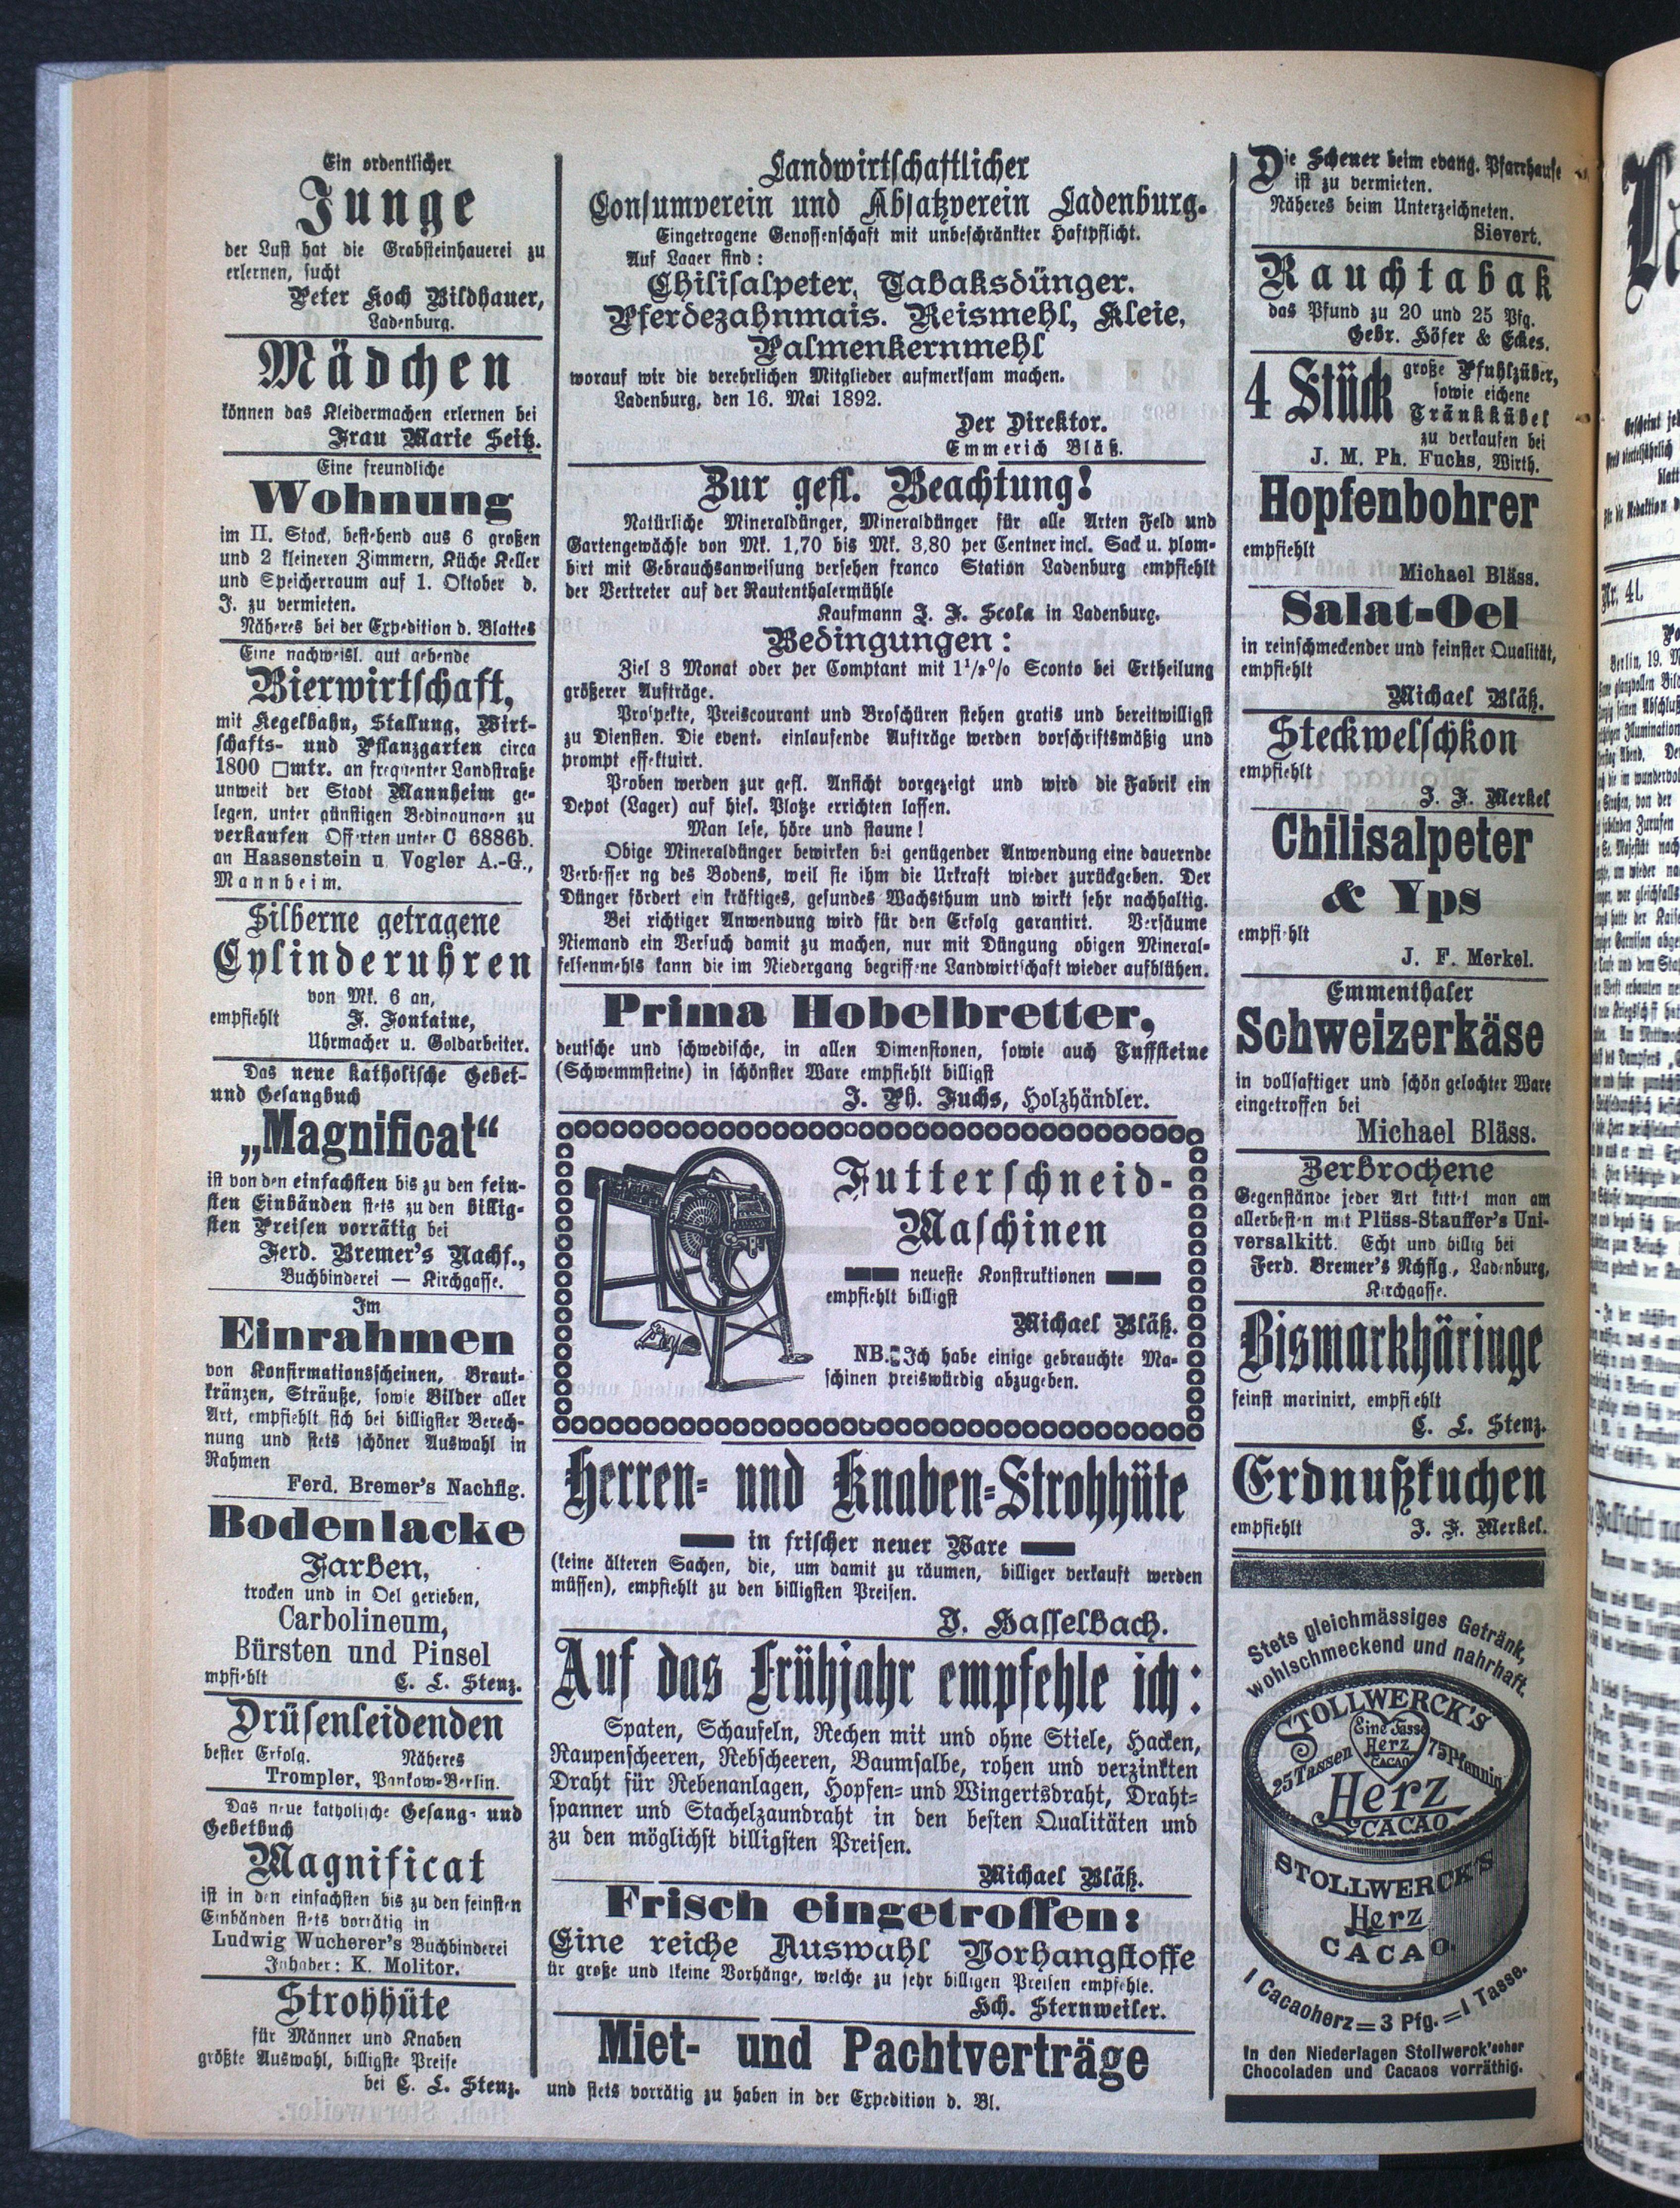 Ein ordentlicher
Junge
der Lust hat die Grabsteinhauerei zu
erlernen, sucht
Peter Koch Bildhauer,
Ladenburg.
Mädchen
können das Kleidermachen erlernen bei
Frau Marie Seitz.
Eine freundliche
Wohnung
im II. Stock, bestehend aus 6 großen
und 2 kleineren Zimmern, Küche Keller
und Speicherraum auf 1. Oktober d.
J. zu vermieten.
Näheres bei der Expedition d. Blattes
Eine nachweisl. gut gehende
Bierwirtschaft,
mit Kegelbahn, Stallung, Wirt-
schafts- und Pflanzgarten circa
1800 □mtr. an frequenter Landstraße
unweit der Stadt Mannheim ge-
legen, unter günstigen Bedingungen zu
verkaufen Offerten unter C 6886b.
an Haasenstein u. Vogler A.-G.,
Mannheim.
Silberne getragene
Cylinderuhren
von Mk. 6 an,
empfiehlt F. Fontaine,
Uhrmacher u. Goldarbeiter.
Das neue katholische Gebet-
und Gesangbuch
„Magnificat“
ist von den einfachsten bis zu den fein-
sten Einbänden stets zu den billig-
sten Preisen vorrätig bei
Ferd. Bremer's Nachf.,
Buchbinderei — Kirchgasse.
Im
Einrahmen
von Konfirmationsscheinen, Braut-
kränzen, Sträuße, sowie Bilder aller
Art, empfiehlt sich bei billigster Berech-
nung und stets schöner Auswahl in
Rahmen
Ferd. Bremer's Nachflg.
Bodenlacke
Farben,
trocken und in Oel gerieben,
Carbolineum,
Bürsten und Pinsel
mpfiehlt C. L. Stenz.
Drüsenleidenden
bester Erfolg. Näheres
Trompler, Pankow-Berlin.
Das neue katholische Gesang- und
Gebetbuch
Magnificat
ist in den einfachsten bis zu den feinsten
Einbänden stets vorrätig in
Ludwig Wucherer's Buchbinderei
Inhaber: K. Molitor.
Strohhüte
für Männer und Knaben
größte Auswahl, billigste Preise
bei C. L. Stenz.
Landwirtschaftlicher
Consumverein und Absatzverein Ladenburg.
Eingetragene Genossenschaft mit unbeschränkter Haftpflicht.
Auf Lager sind:
Chilisalpeter, Tabaksdünger,
Pferdezahnmais. Reismehl, Kleie,
Palmenkernmehl
worauf wir die verehrlichen Mitglieder aufmerksam machen.
Ladenburg, den 16. Mai 1892.
Der Direktor.
Emmerich Bläß.
Zur gefl. Beachtung!
Natürliche Mineraldünger, Mineraldünger für alle Arten Feld und
Gartengewächse von Mk. 1,70 bis Mk. 3,80 per Centner incl. Sack u. plom-
birt mit Gebrauchsanweisung versehen franco Station Ladenburg empfiehlt
der Vertreter auf der Rautenthalermühle
Kaufmann J. F. Scola in Ladenburg.
Bedingungen:
Ziel 3 Monat oder per Comptant mit 1½% Sconto bei Ertheilung
größerer Aufträge.
Prospekte, Preiscourant und Broschüren stehen gratis und bereitwilligst
zu Diensten. Die event. einlaufende Aufträge werden vorschriftsmäßig und
prompt effektuirt.
Proben werden zur gefl. Ansicht vorgezeigt und wird die Fabrik ein
Depot (Lager) auf hies. Platze errichten lassen.
Man lese, höre und staune!
Obige Mineraldünger bewirken bei genügender Anwendung eine dauernde
Verbesser ng des Bodens, weil sie ihm die Urkraft wieder zurückgeben. Der
Dünger fördert ein kräftiges, gesundes Wachsthum und wirkt sehr nachhaltig.
Bei richtiger Anwendung wird für den Erfolg garantirt. Versäume
Niemand ein Versuch damit zu machen, nur mit Düngung obigen Mineral-
felsenmehls kann die im Niedergang begriffene Landwirtschaft wieder aufblühen.
Prima Hobelbretter,
deutsche und schwedische, in allen Dimensionen, sowie auch Tuffsteine
(Schwemmsteine) in schönster Ware empfiehlt billigst
J. Ph. Fuchs, Holzhändler.
Futterschneid-
Maschinen
neueste Konstruktionen
empfiehlt billigst
Michael Bläß.
NB. Ich habe einige gebrauchte Ma-
schinen preiswürdig abzugeben.
Herren- und Knaben-Strohhüte
in frischer neuer Ware
(keine älteren Sachen, die, um damit zu räumen, billiger verkauft werden
müssen), empfiehlt zu den billigsten Preisen.
J. Hasselbach.
Auf das Frühjahr empfehle ich:
Spaten, Schaufeln, Rechen mit und ohne Stiele, Hacken,
Raupenscheeren, Rebscheeren, Baumsalbe, rohen und verzinkten
Draht für Rebenanlagen, Hopfen- und Wingertsdraht, Draht-
spanner und Stachelzaundraht in den besten Qualitäten und
zu den möglichst billigsten Preisen.
Michael Bläß.
Frisch eingetroffen:
Eine reiche Auswahl Vorhangstoffe
ür große und kleine Vorhänge, welche zu sehr billigen Preisen empfehle.
Hch. Sternweiler.
Miet- und Pachtverträge
und stets vorrätig zu haben in der Expedition d. Bl.
Die Scheuer beim evang. Pfarrhause
ist zu vermieten.
Näheres beim Unterzeichneten.
Sievert.
Rauchtabak
das Pfund zu 20 und 25 Pfg.
Gebr. Höfer & Eckes.
4 Stück große Pfuhlzüber,
sowie eichene
Tränkkübel
zu verkaufen bei
J. M. Ph. Fuchs, Wirth.
Hopfenbohrer
empfiehlt
Michael Bläss.
Salat-Oel
in reinschmeckender und feinster Qualität,
empfiehlt
Michael Bläß.
Steckwelschkon
empfiehlt
J. F. Merkel
Chilisalpeter
& Yps
empfi hlt
J. F. Merkel.
Emmenthaler
Schweizerkäse
in vollsaftiger und schön gelochter Ware
eingetroffen bei
Michael Bläss.
Zerbrochene
Gegenstände jeder Art kittet man am
allerbesten mit Plüss-Stauffer's Uni-
versalkitt. Echt und billig bei
Ferd. Bremer's Nchflg., Ladenburg,
Kirchgasse.
Bismarkhäringe
feinst marinirt, empfiehlt
C. L. Stenz.
Erdnußkuchen
empfiehlt J. F. Merkel.
Stets gleichmässiges Getränk,
wohlschmeckend und nahrhaft.
STOLLWERCK'S
Eine Tasse
Herz
CACAO
25 Tassen 75 Pfennig
Herz
CACAO
STOLLWERCK'S
Herz
CACAO.
1 Cacaoherz = 3 Pfg. = 1 Tasse.
In den Niederlagen Stollwerck'scher
Chocoladen und Cacaos vorräthig.
Nr. 41.
Berlin, 19. M